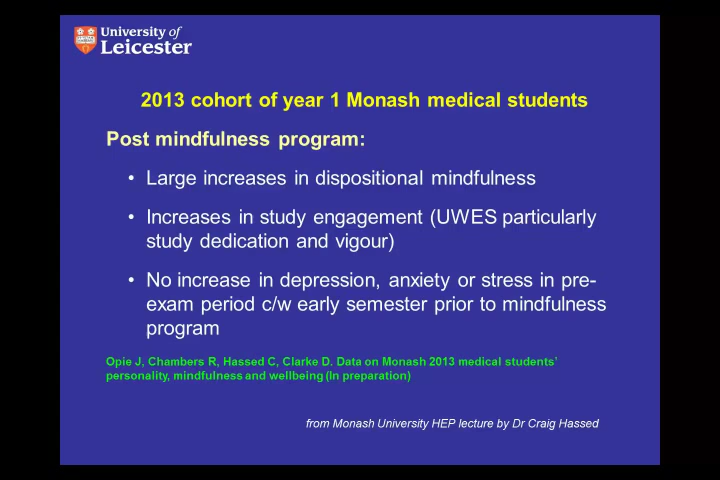 University of
Leicester
2013 cohort of year 1 Monash medical students
Post mindfulness program:
• Large increases in dispositional mindfulness
• Increases in study engagement (UWES particularly
study dedication and vigour)
• No increase in depression, anxiety or stress in pre-
exam period c/w early semester prior to mindfulness
program
Opie J, Chambers R, Hassed C, Clarke D. Data on Monash 2013 medical students'
personality, mindfulness and wellbeing (In preparation)
from Monash University HEP lecture by Dr Craig Hassed